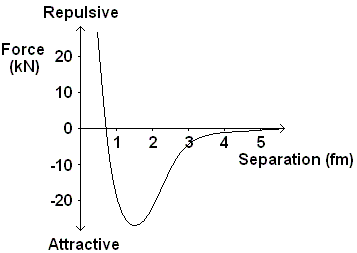 Repulsive
Force
(kN)
20
10
0
1 2 3 4 5
Separation (fm)
-10
-20
Attractive